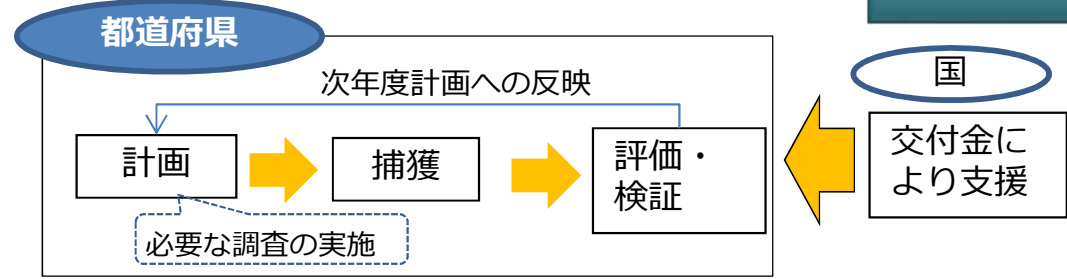 都道府県
国
次年度計画への反映
計画
捕獲
評価・
検証
交付金に
より支援
必要な調査の実施